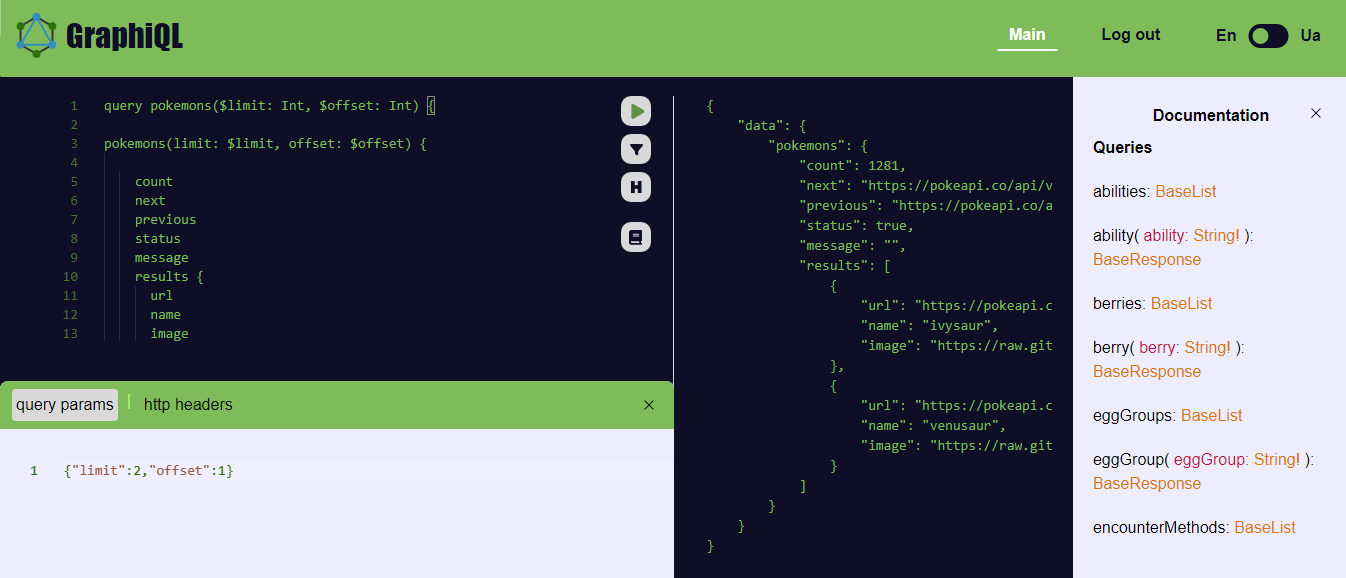 GraphiQL
Main
Log out
En
Ua
1 query pokemons($limit: Int, $offset: Int) {
2
3 pokemons(limit: $limit, offset: $offset) {
4
5 count
6 next
7 previous
8 status
9 message
10 results {
11 url
12 name
13 image
H
query params
http headers
1 {"limit":2,"offset":1}
{
"data": {
"pokemons": {
"count": 1281,
"next": "https://pokeapi.co/api/v
"previous": "https://pokeapi.co/a
"status": true,
"message": "",
"results": [
{
"url": "https://pokeapi.c
"name": "ivysaur",
"image": "https://raw.git
},
{
"url": "https://pokeapi.c
"name": "venusaur",
"image": "https://raw.git
}
]
}
}
}
Documentation
Queries
abilities: BaseList
ability( ability: String! ):
BaseResponse
berries: BaseList
berry( berry: String! ):
BaseResponse
eggGroups: BaseList
eggGroup( eggGroup: String! ):
BaseResponse
encounterMethods: BaseList